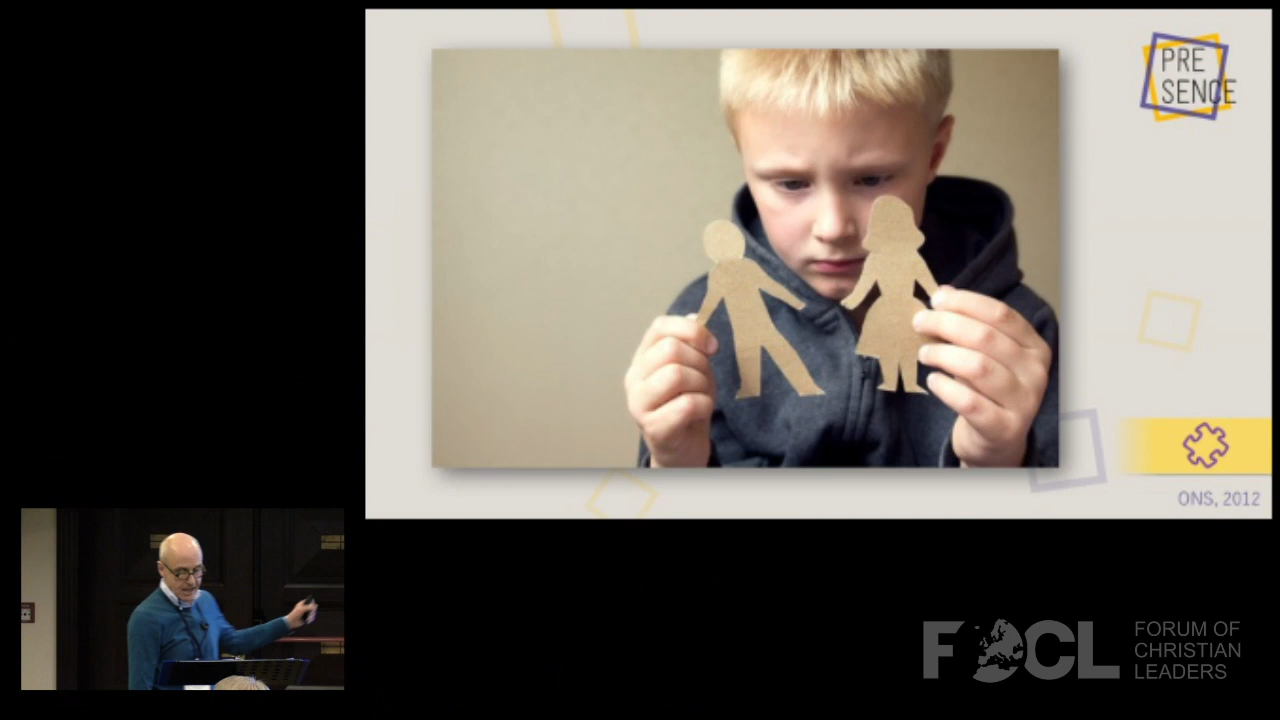 PRE
SENCE
ONS, 2012
FOCL
FORUM OF
CHRISTIAN
LEADERS